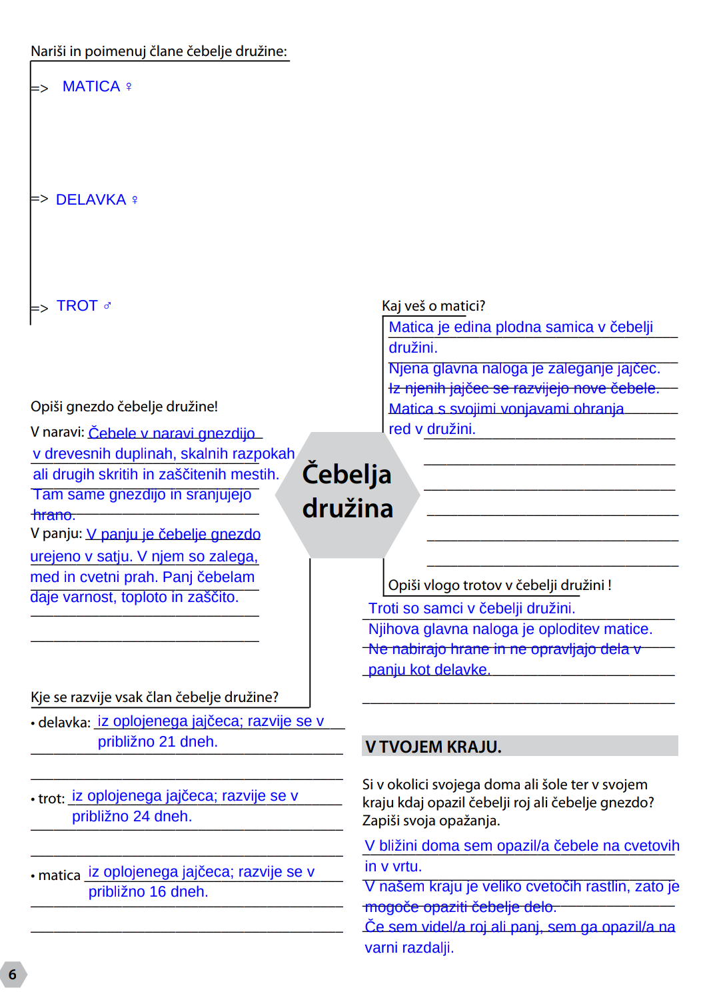 Nariši in poimenuj člane čebelje družine:
=> MATICA ♀
=> DELAVKA ♀
=> TROT ♂
Opiši gnezdo čebelje družine!
V naravi: Čebele v naravi gnezdijo
v drevesnih duplinah, skalnih razpokah
ali drugih skritih in zaščitenih mestih.
Tam same gnezdijo in sranjujejo
hrano.
V panju: V panju je čebelje gnezdo
urejeno v satju. V njem so zalega,
med in cvetni prah. Panj čebelam
daje varnost, toploto in zaščito.
Čebelja
družina
Kaj veš o matici?
Matica je edina plodna samica v čebelji
družini.
Njena glavna naloga je zaleganje jajčec.
Iz njenih jajčec se razvijejo nove čebele.
Matica s svojimi vonjavami ohranja
red v družini.
Opiši vlogo trotov v čebelji družini !
Troti so samci v čebelji družini.
Njihova glavna naloga je oploditev matice.
Ne nabirajo hrane in ne opravljajo dela v
panju kot delavke.
Kje se razvije vsak član čebelje družine?
• delavka: iz oplojenega jajčeca; razvije se v
približno 21 dneh.
• trot: iz oplojenega jajčeca; razvije se v
približno 24 dneh.
• matica iz oplojenega jajčeca; razvije se v
približno 16 dneh.
V TVOJEM KRAJU.
Si v okolici svojega doma ali šole ter v svojem
kraju kdaj opazil čebelji roj ali čebelje gnezdo?
Zapiši svoja opažanja.
V bližini doma sem opazil/a čebele na cvetovih
in v vrtu.
V našem kraju je veliko cvetočih rastlin, zato je
mogoče opaziti čebelje delo.
Če sem videl/a roj ali panj, sem ga opazil/a na
varni razdalji.
6